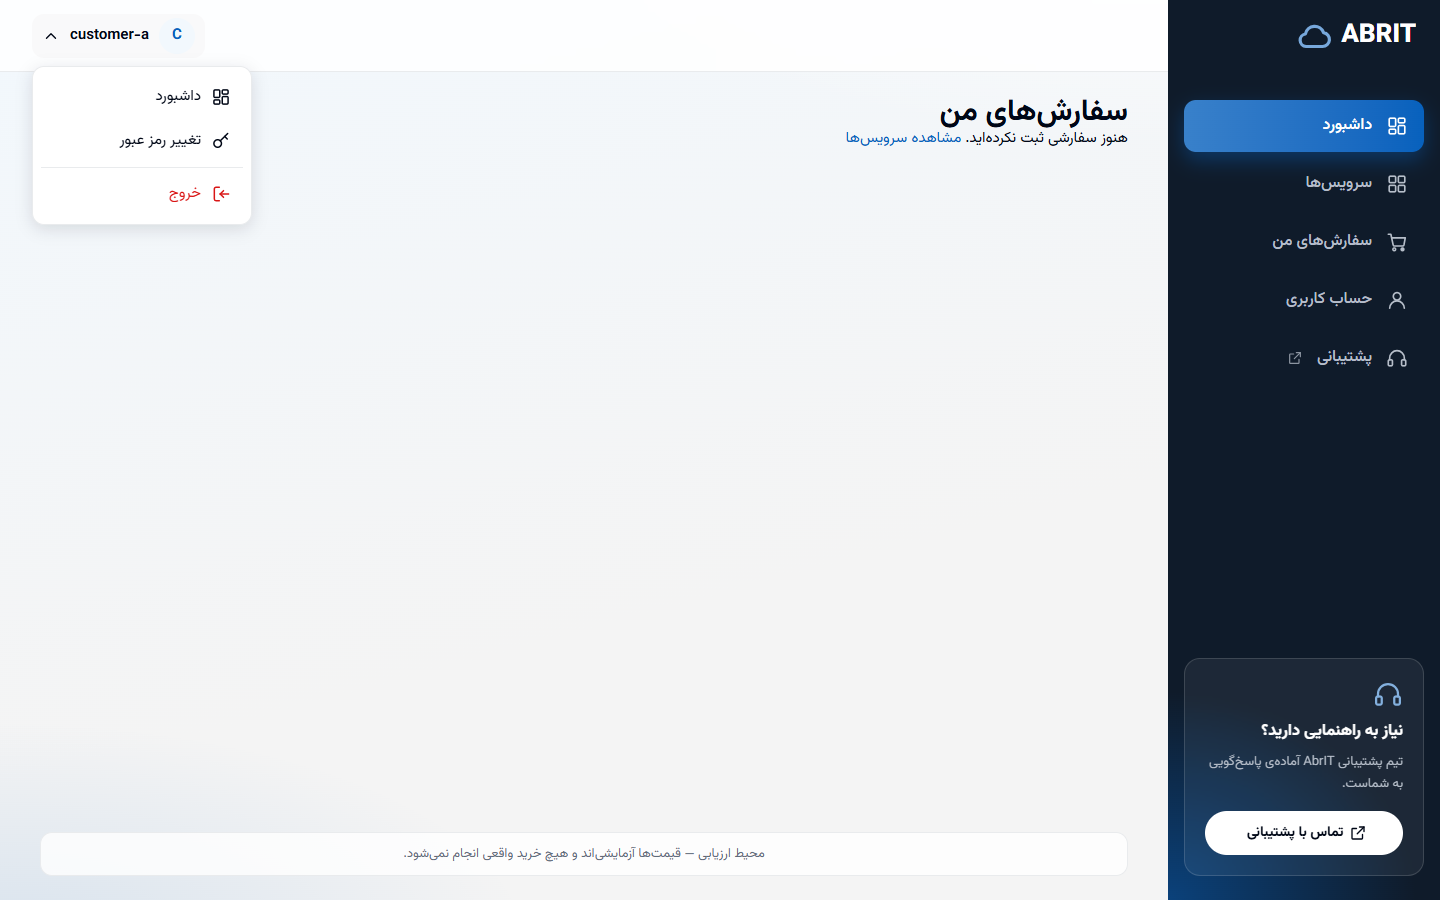 ABRIT
داشبورد
سرویس‌ها
سفارش‌های من
حساب کاربری
پشتیبانی
نیاز به راهنمایی دارید؟
تیم پشتیبانی AbrIT آماده‌ی پاسخ‌گویی
به شماست.
تماس با پشتیبانی
C customer-a
داشبورد
تغییر رمز عبور
خروج
سفارش‌های من
هنوز سفارشی ثبت نکرده‌اید. مشاهده سرویس‌ها
محیط ارزیابی — قیمت‌ها آزمایشی‌اند و هیچ خرید واقعی انجام نمی‌شود.